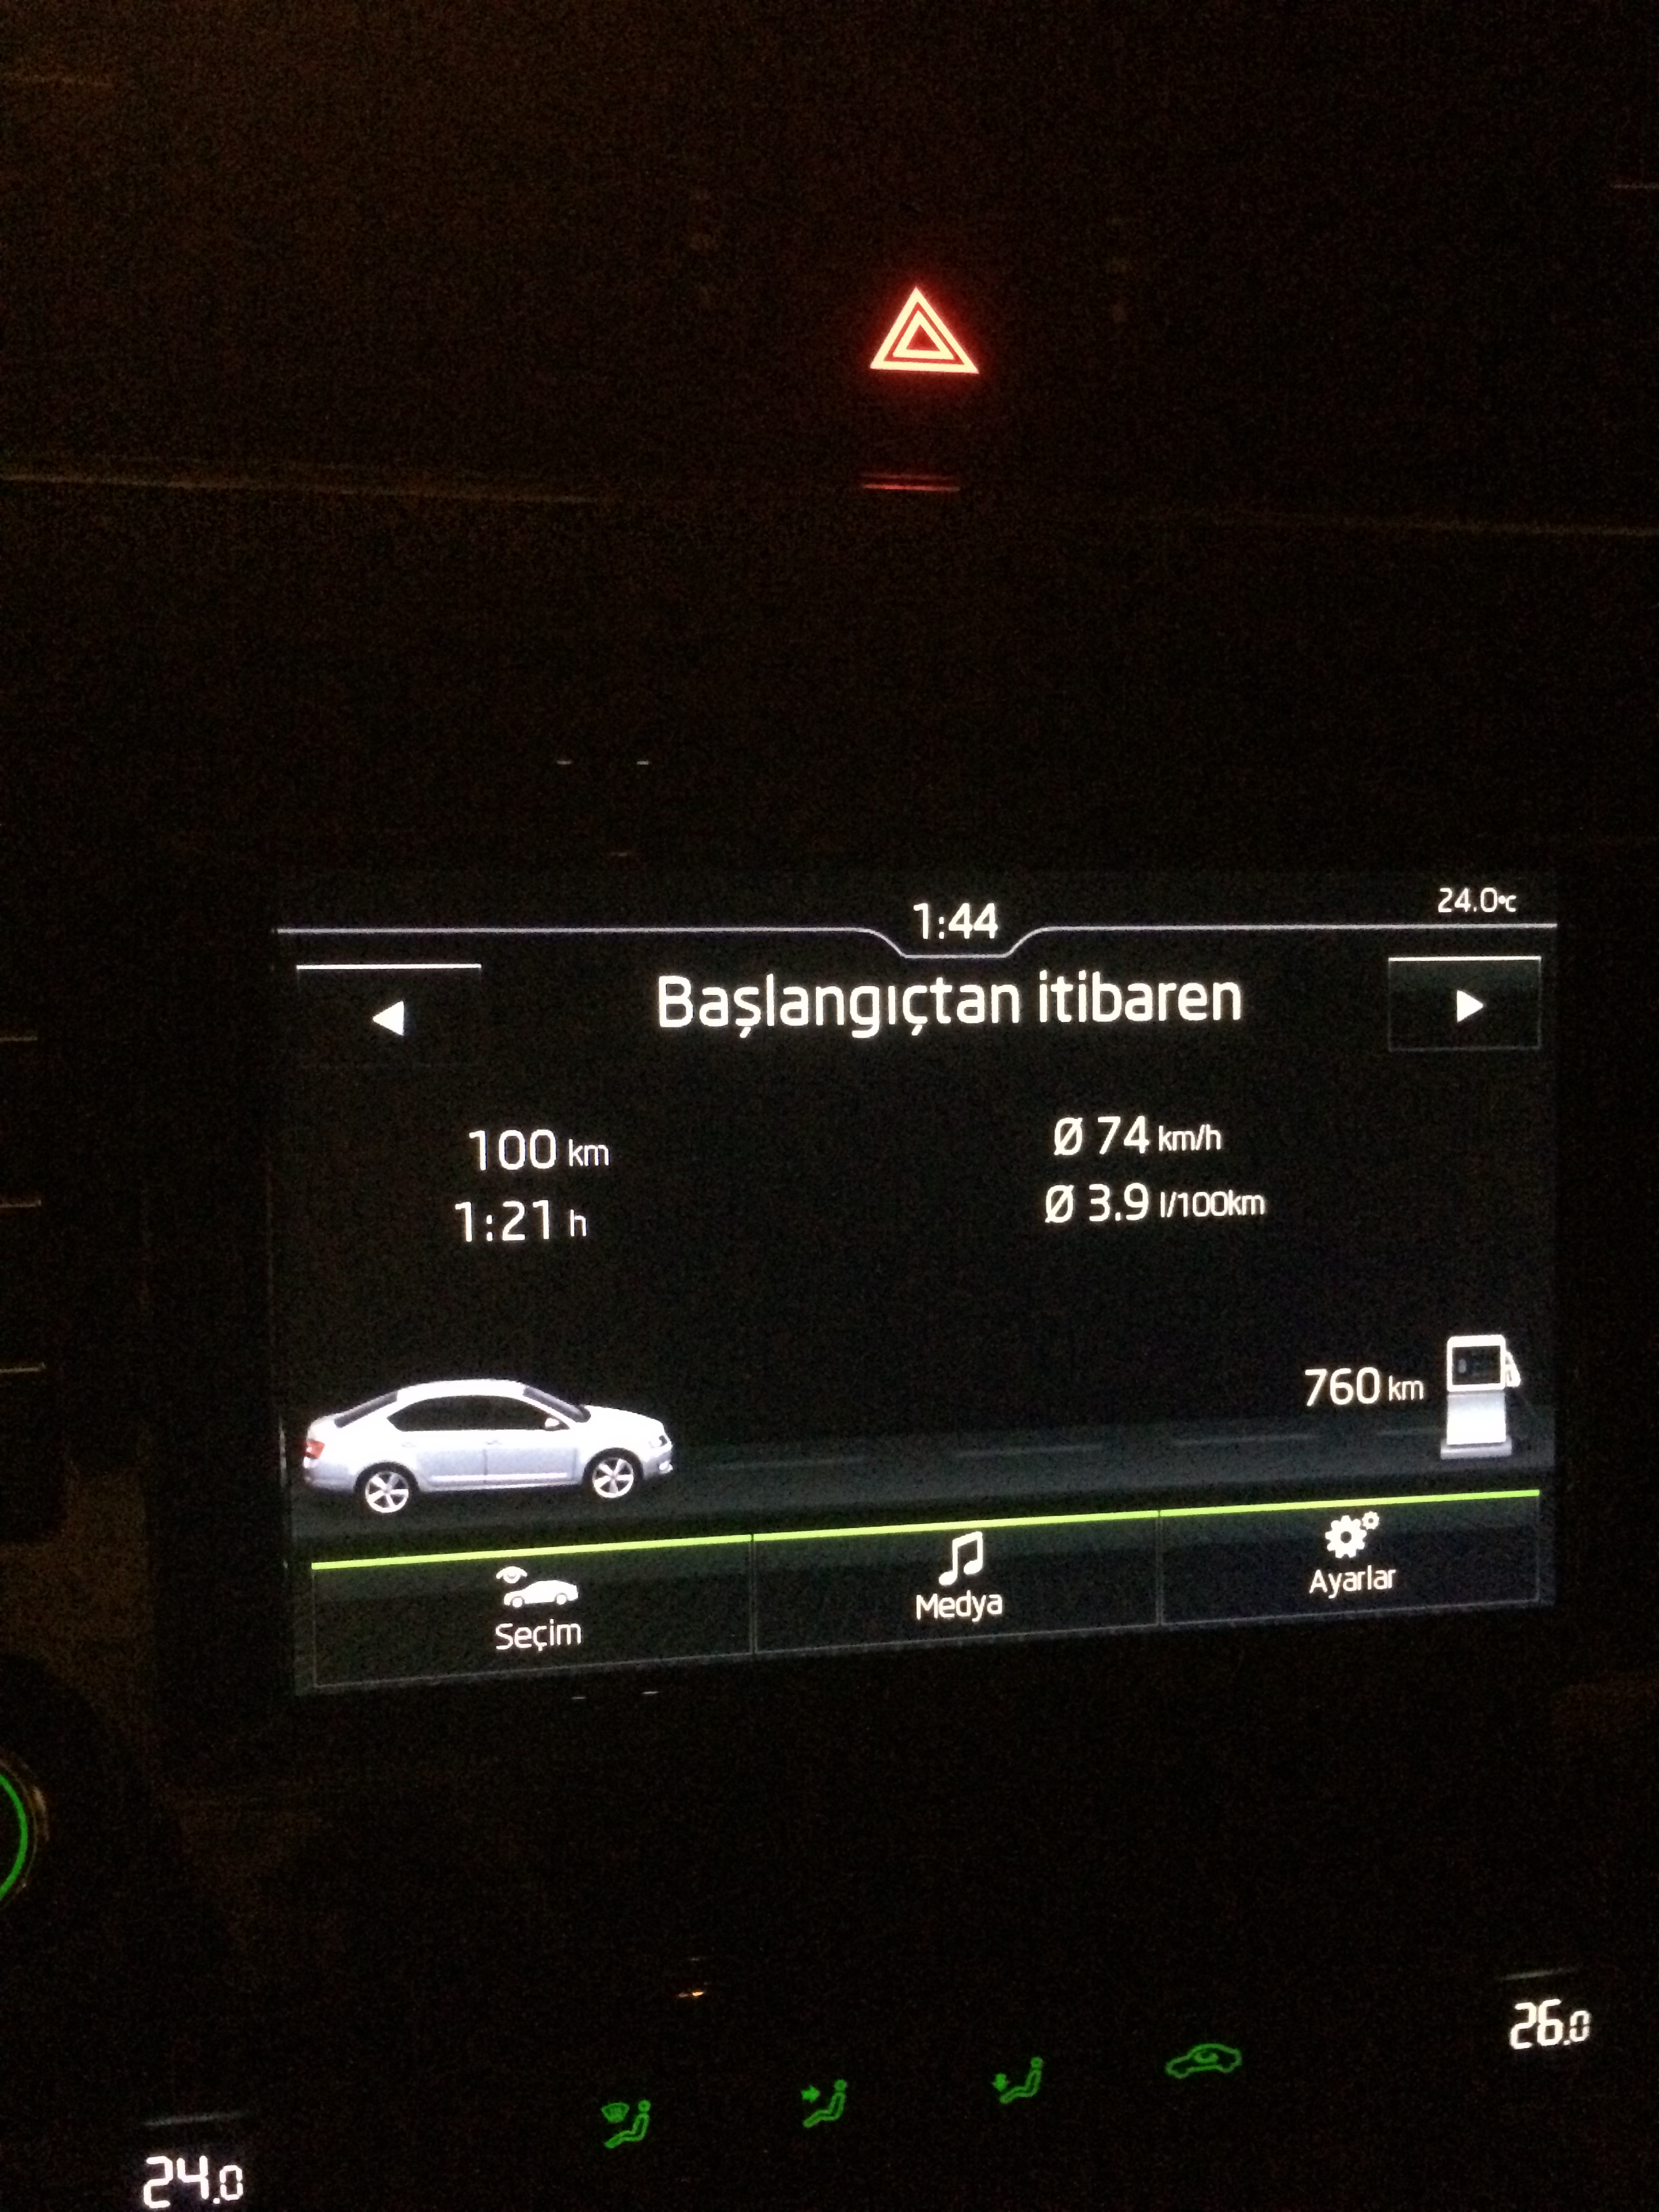 1:44
24.0°C
Başlangıçtan itibaren
100 km
Ø 74 km/h
1:21 h
Ø 3.9 l/100km
760 km
Seçim
Medya
Ayarlar
26.0
24.0